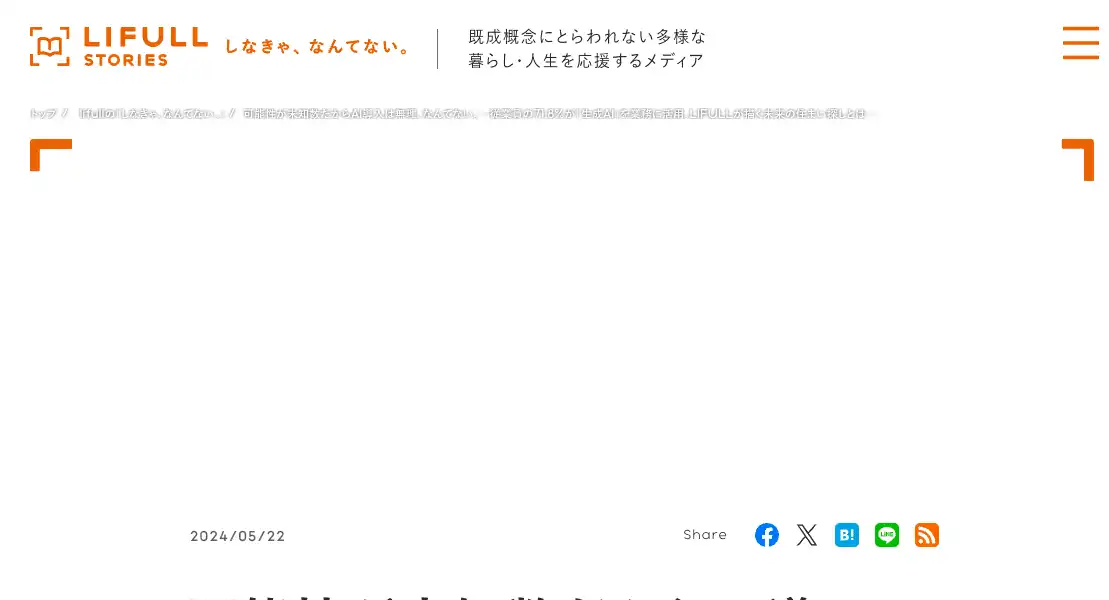 LIFULL
STORIES
しなきゃ、なんてない。
既成概念にとらわれない多様な
暮らし・人生を応援するメディア
トップ / lifullの「しなきゃ、なんてない。」 / 可能性が未知数だからAI導入は無理、なんてない。―従業員の71.8%が「生成AI」を業務に活用、LIFULLが描く未来の住まい探しとは―
2024/05/22
Share
B!
LINE